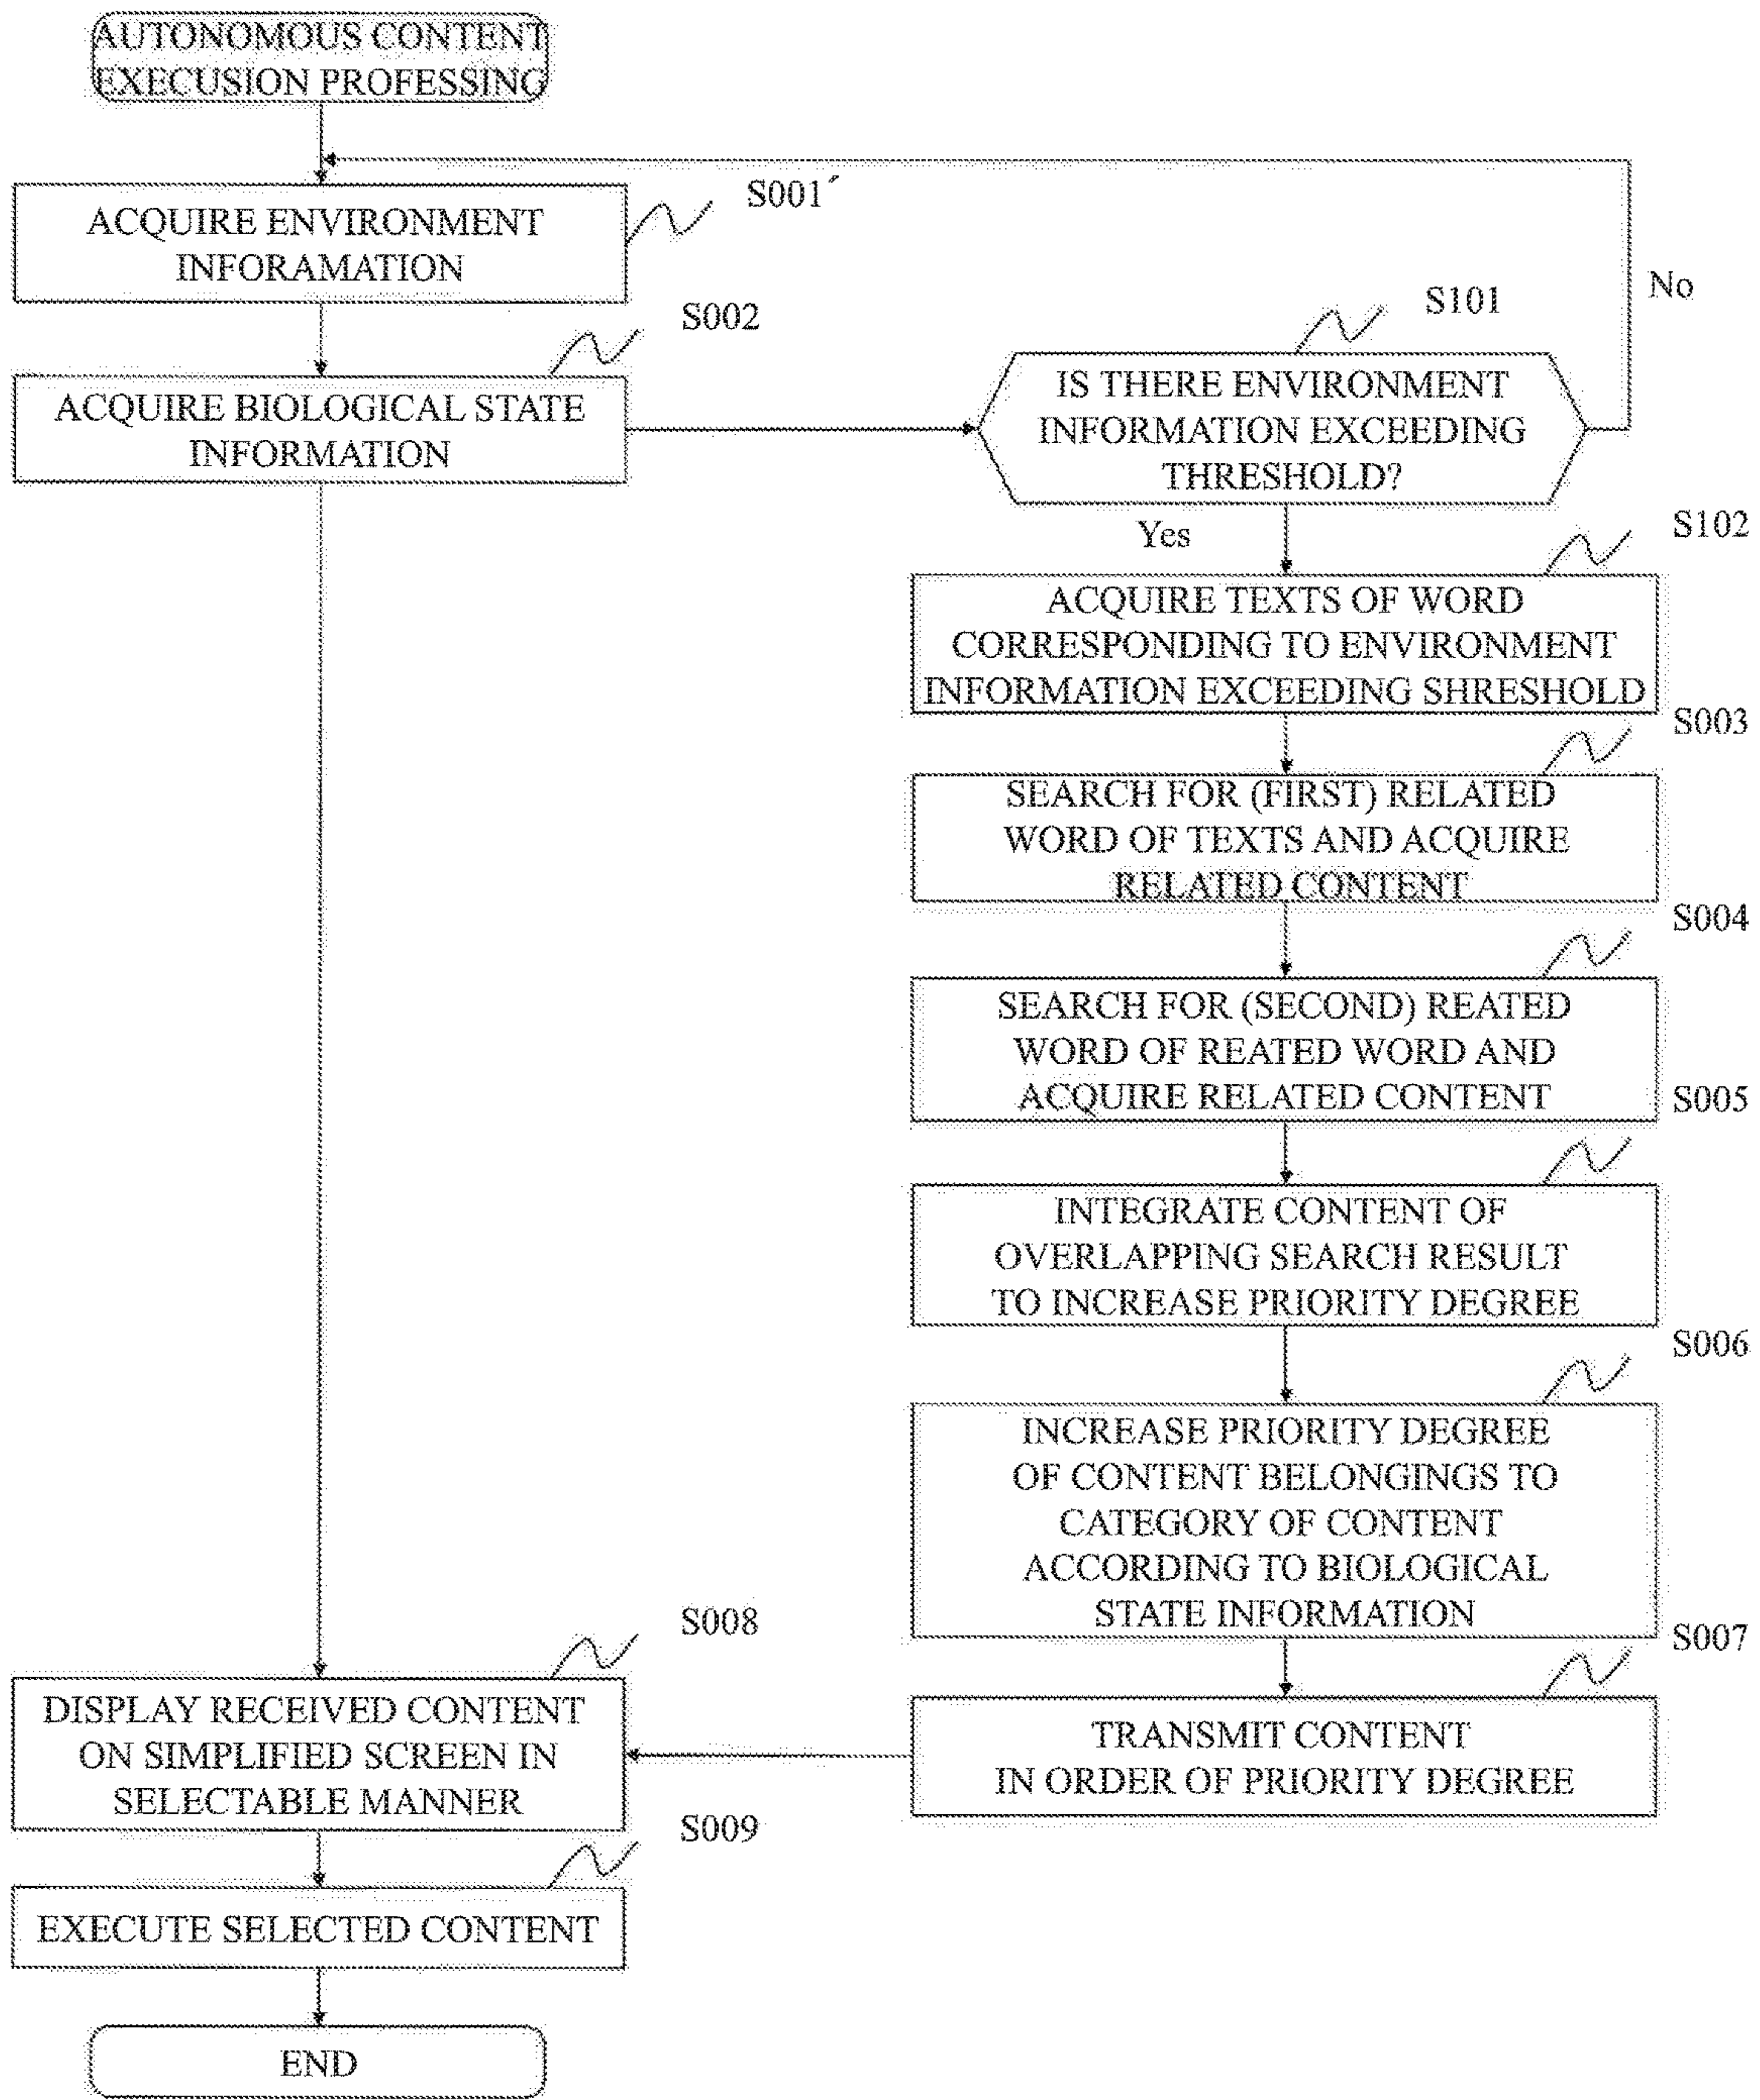 AUTONOMOUS CONTENT
EXECUSION PROFESSING
S001´
ACQUIRE ENVIRONMENT
INFORAMATION
S002
ACQUIRE BIOLOGICAL STATE
INFORMATION
No
S101
IS THERE ENVIRONMENT
INFORMATION EXCEEDING
THRESHOLD?
Yes
S102
ACQUIRE TEXTS OF WORD
CORRESPONDING TO ENVIRONMENT
INFORMATION EXCEEDING SHRESHOLD
S003
SEARCH FOR (FIRST) RELATED
WORD OF TEXTS AND ACQUIRE
RELATED CONTENT
S004
SEARCH FOR (SECOND) REATED
WORD OF REATED WORD AND
ACQUIRE RELATED CONTENT
S005
INTEGRATE CONTENT OF
OVERLAPPING SEARCH RESULT
TO INCREASE PRIORITY DEGREE
S006
INCREASE PRIORITY DEGREE
OF CONTENT BELONGINGS TO
CATEGORY OF CONTENT
ACCORDING TO BIOLOGICAL
STATE INFORMATION
S007
TRANSMIT CONTENT
IN ORDER OF PRIORITY DEGREE
S008
DISPLAY RECEIVED CONTENT
ON SIMPLIFIED SCREEN IN
SELECTABLE MANNER
S009
EXECUTE SELECTED CONTENT
END